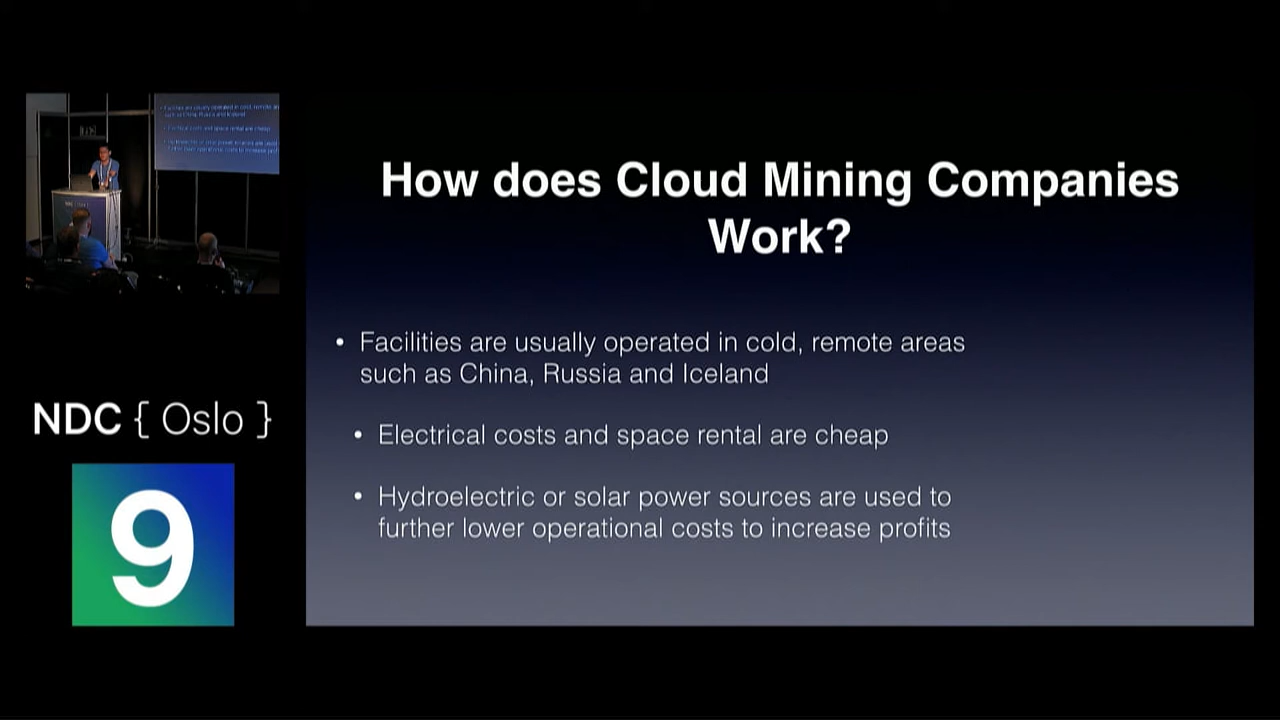 How does Cloud Mining Companies
Work?
• Facilities are usually operated in cold, remote areas
such as China, Russia and Iceland
• Electrical costs and space rental are cheap
• Hydroelectric or solar power sources are used to
further lower operational costs to increase profits
NDC { Oslo }
9